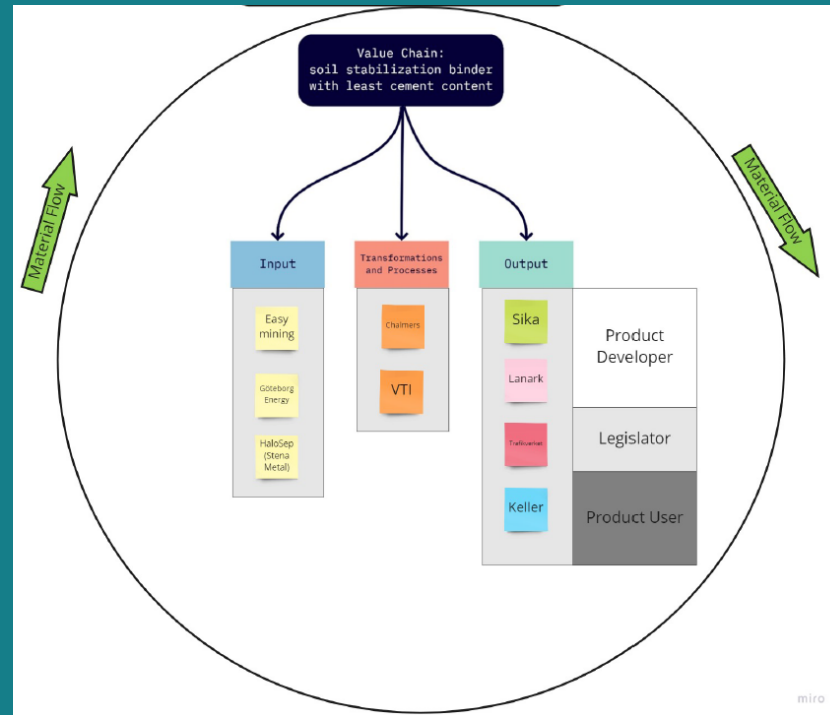 Value Chain:
soil stabilization binder
with least cement content
Material Flow
Material Flow
Input
Transformations
and Processes
Output
Easy
mining
Göteborg
Energy
HaloSep
(Stena
Metal)
Chalmers
VTI
Sika
Lanark
Trafikverket
Keller
Product
Developer
Legislator
Product User
miro